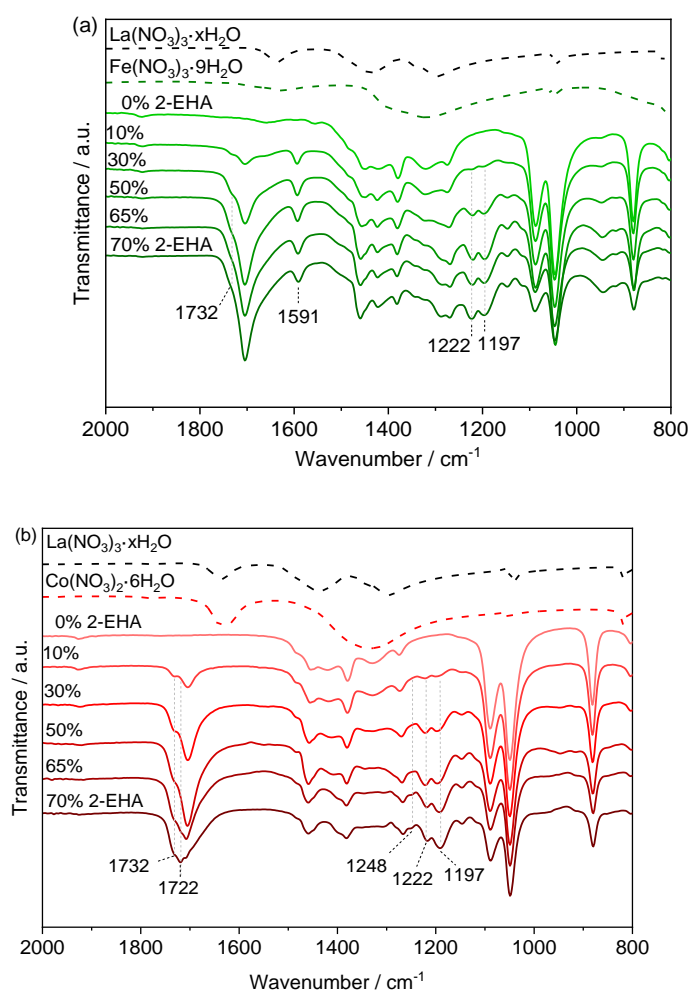 (a)
La(NO₃)₃·xH₂O
Fe(NO₃)₃·9H₂O
0% 2-EHA
10%
30%
50%
65%
70% 2-EHA
1732
1591
1222 1197
Transmittance / a.u.
2000 1800 1600 1400 1200 1000 800
Wavenumber / cm⁻¹
(b)
La(NO₃)₃·xH₂O
Co(NO₃)₂·6H₂O
0% 2-EHA
10%
30%
50%
65%
70% 2-EHA
1732
1722
1248
1222
1197
Transmittance / a.u.
2000 1800 1600 1400 1200 1000 800
Wavenumber / cm⁻¹